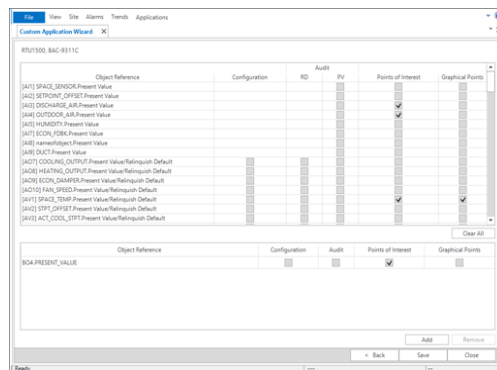 File View Site Alarms Trends Applications
Custom Application Wizard X
RTU1500, BAC-9311C
Audit
Object Reference Configuration RD PV Points of Interest Graphical Points
[AI1] SPACE_SENSOR.Present Value
[AI2] SETPOINT_OFFSET.Present Value
[AI3] DISCHARGE_AIR.Present Value
[AI4] OUTDOOR_AIR.Present Value
[AI5] HUMIDITY.Present Value
[AI7] ECON_FDBK.Present Value
[AI8] nameofobject.Present Value
[AI9] DUCT.Present Value
[AO7] COOLING_OUTPUT.Present Value/Relinquish Default
[AO8] HEATING_OUTPUT.Present Value/Relinquish Default
[AO9] ECON_DAMPER.Present Value/Relinquish Default
[AO10] FAN_SPEED.Present Value/Relinquish Default
[AV1] SPACE_TEMP.Present Value/Relinquish Default
[AV2] STPT_OFFSET.Present Value/Relinquish Default
[AV3] ACT_COOL_STPT.Present Value/Relinquish Default
Clear All
Object Reference Configuration Audit Points of Interest Graphical Points
BO4.PRESENT_VALUE
Add Remove
< Back Save Close
Ready